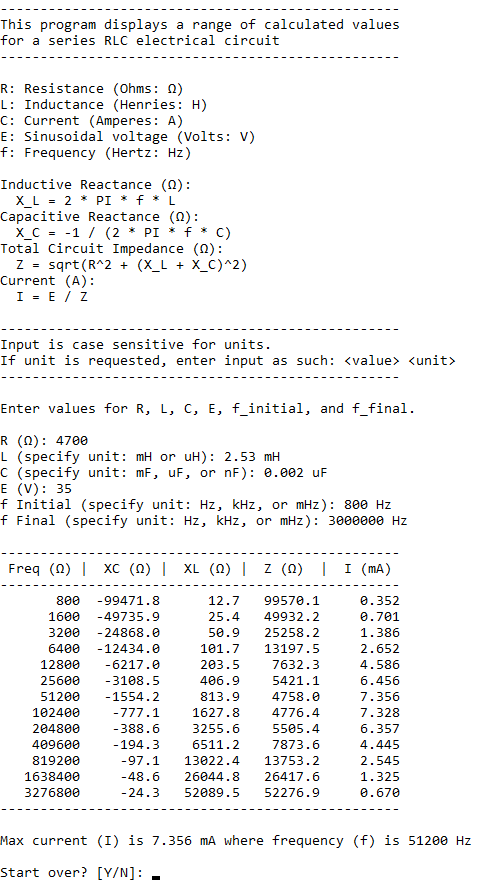 --------------------------------------------------
This program displays a range of calculated values
for a series RLC electrical circuit
--------------------------------------------------
R: Resistance (Ohms: Ω)
L: Inductance (Henries: H)
C: Current (Amperes: A)
E: Sinusoidal voltage (Volts: V)
f: Frequency (Hertz: Hz)
Inductive Reactance (Ω):
  X_L = 2 * PI * f * L
Capacitive Reactance (Ω):
  X_C = -1 / (2 * PI * f * C)
Total Circuit Impedance (Ω):
  Z = sqrt(R^2 + (X_L + X_C)^2)
Current (A):
  I = E / Z
--------------------------------------------------
Input is case sensitive for units.
If unit is requested, enter input as such: <value> <unit>
--------------------------------------------------
Enter values for R, L, C, E, f_initial, and f_final.
R (Ω): 4700
L (specify unit: mH or uH): 2.53 mH
C (specify unit: mF, uF, or nF): 0.002 uF
E (V): 35
f Initial (specify unit: Hz, kHz, or mHz): 800 Hz
f Final (specify unit: Hz, kHz, or mHz): 3000000 Hz
--------------------------------------------------
 Freq (Ω) |  XC (Ω) |  XL (Ω) |  Z (Ω)  |  I (mA)
--------------------------------------------------
       800  -99471.8      12.7   99570.1     0.352
      1600  -49735.9      25.4   49932.2     0.701
      3200  -24868.0      50.9   25258.2     1.386
      6400  -12434.0     101.7   13197.5     2.652
     12800   -6217.0     203.5    7632.3     4.586
     25600   -3108.5     406.9    5421.1     6.456
     51200   -1554.2     813.9    4758.0     7.356
    102400    -777.1    1627.8    4776.4     7.328
    204800    -388.6    3255.6    5505.4     6.357
    409600    -194.3    6511.2    7873.6     4.445
    819200     -97.1   13022.4   13753.2     2.545
   1638400     -48.6   26044.8   26417.6     1.325
   3276800     -24.3   52089.5   52276.9     0.670
--------------------------------------------------
Max current (I) is 7.356 mA where frequency (f) is 51200 Hz
Start over? [Y/N]: _